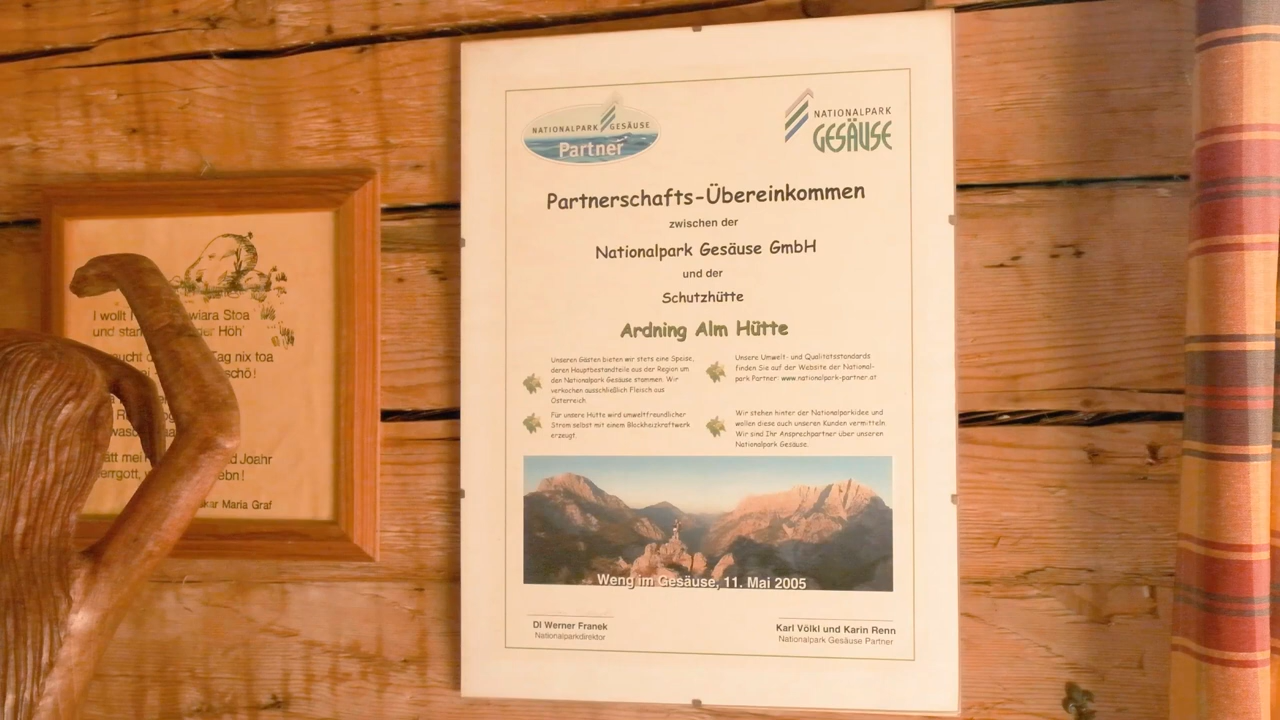 I wollt wiara Stoa
und ger Höh'
ucht Tag nix toa
schö!
R
wasc
att mei d Joahr
errgott, ebn!
kar Maria Graf
NATIONALPARK GESÄUSE
Partner
NATIONALPARK
GESÄUSE
Partnerschafts-Übereinkommen
zwischen der
Nationalpark Gesäuse GmbH
und der
Schutzhütte
Ardning Alm Hütte
Unseren Gästen bieten wir stets eine Speise,
deren Hauptbestandteile aus der Region um
den Nationalpark Gesäuse stammen. Wir
verkochen ausschließlich Fleisch aus
Österreich.
Für unsere Hütte wird umweltfreundlicher
Strom selbst mit einem Blockheizkraftwerk
erzeugt.
Unsere Umwelt- und Qualitätsstandards
finden Sie auf der Website der National-
park Partner: www.nationalpark-partner.at
Wir stehen hinter der Nationalparkidee und
wollen diese auch unseren Kunden vermitteln.
Wir sind Ihr Ansprechpartner über unseren
Nationalpark Gesäuse.
Weng im Gesäuse, 11. Mai 2005
DI Werner Franek
Nationalparkdirektor
Karl Völkl und Karin Renn
Nationalpark Gesäuse Partner